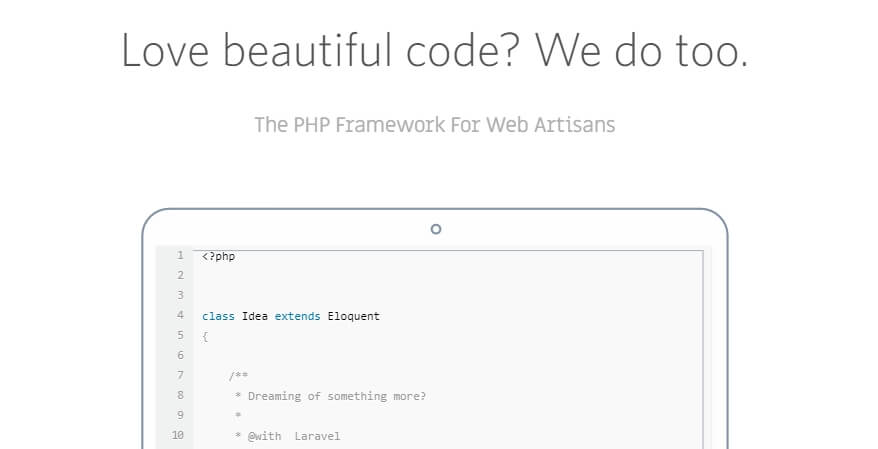 Love beautiful code? We do too.
The PHP Framework For Web Artisans
1 <?php
2
3
4 class Idea extends Eloquent
5 {
6
7 /**
8 * Dreaming of something more?
9 *
10 * @with  Laravel